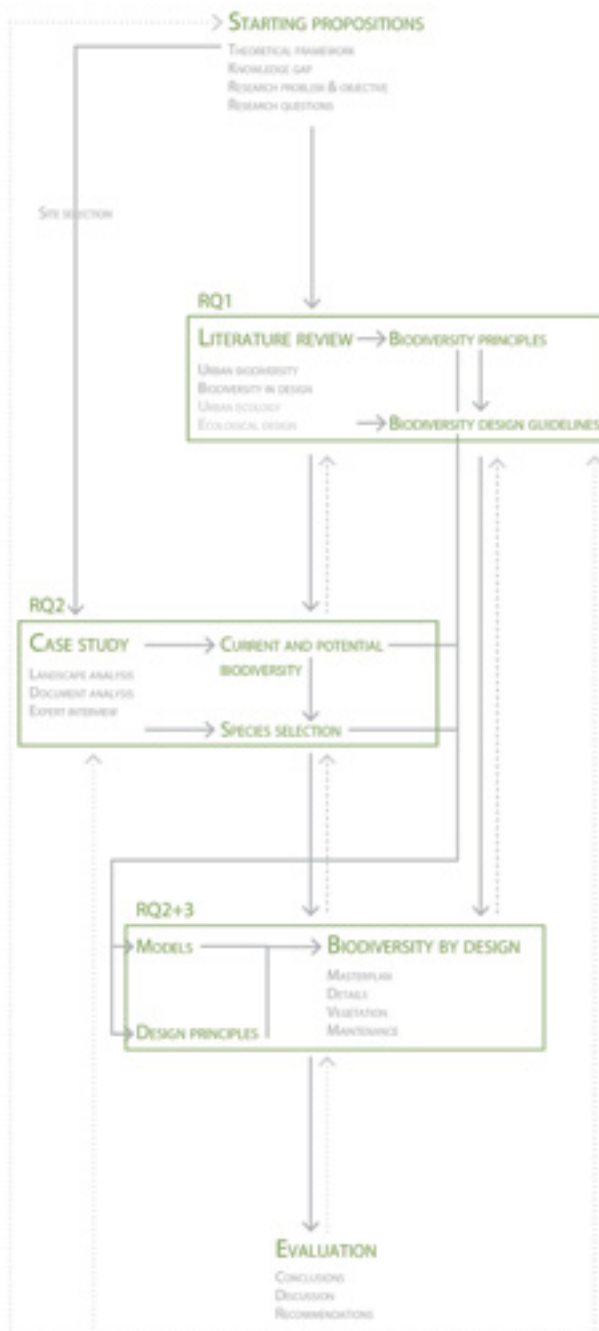 STARTING PROPOSITIONS
THEORETICAL FRAMEWORK
KNOWLEDGE GAP
RESEARCH PROBLEM & OBJECTIVE
RESEARCH QUESTIONS
SITE SELECTION
RQ1
LITERATURE REVIEW
BIODIVERSITY PRINCIPLES
URBAN BIODIVERSITY
BIODIVERSITY IN DESIGN
URBAN ECOLOGY
ECOLOGICAL DESIGN
BIODIVERSITY DESIGN GUIDELINES
RQ2
CASE STUDY
CURRENT AND POTENTIAL
BIODIVERSITY
LANDSCAPE ANALYSIS
DOCUMENT ANALYSIS
EXPERT INTERVIEW
SPECIES SELECTION
RQ2+3
MODELS
BIODIVERSITY BY DESIGN
MASTERPLAN
DETAILS
VEGETATION
MAINTENANCE
DESIGN PRINCIPLES
EVALUATION
CONCLUSIONS
DISCUSSION
RECOMMENDATIONS